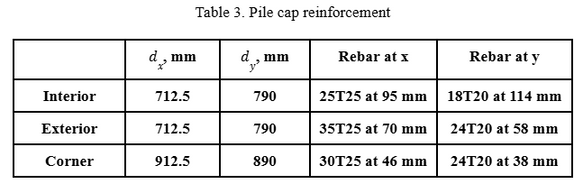 Table 3. Pile cap reinforcement
dx, mm dy, mm Rebar at x Rebar at y
Interior 712.5 790 25T25 at 95 mm 18T20 at 114 mm
Exterior 712.5 790 35T25 at 70 mm 24T20 at 58 mm
Corner 912.5 890 30T25 at 46 mm 24T20 at 38 mm